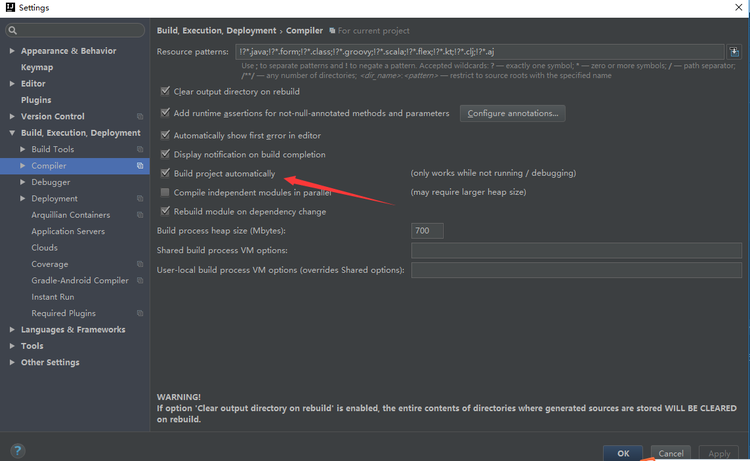 Settings
Appearance & Behavior
Keymap
Editor
Plugins
Version Control
Build, Execution, Deployment
Build Tools
Compiler
Debugger
Deployment
Arquillian Containers
Application Servers
Clouds
Coverage
Gradle-Android Compiler
Instant Run
Required Plugins
Languages & Frameworks
Tools
Other Settings
Build, Execution, Deployment › Compiler For current project
Resource patterns: !?*.java;!?*.form;!?*.class;!?*.groovy;!?*.scala;!?*.flex;!?*.kt;!?*.clj;!?*.aj
Use ; to separate patterns and ! to negate a pattern. Accepted wildcards: ? — exactly one symbol; * — zero or more symbols; / — path separator;
/**/ — any number of directories; <dir_name>:<pattern> — restrict to source roots with the specified name
Clear output directory on rebuild
Add runtime assertions for not-null-annotated methods and parameters Configure annotations...
Automatically show first error in editor
Display notification on build completion
Build project automatically (only works while not running / debugging)
Compile independent modules in parallel (may require larger heap size)
Rebuild module on dependency change
Build process heap size (Mbytes): 700
Shared build process VM options:
User-local build process VM options (overrides Shared options):
WARNING!
If option 'Clear output directory on rebuild' is enabled, the entire contents of directories where generated sources are stored WILL BE CLEARED
on rebuild.
? OK Cancel Apply